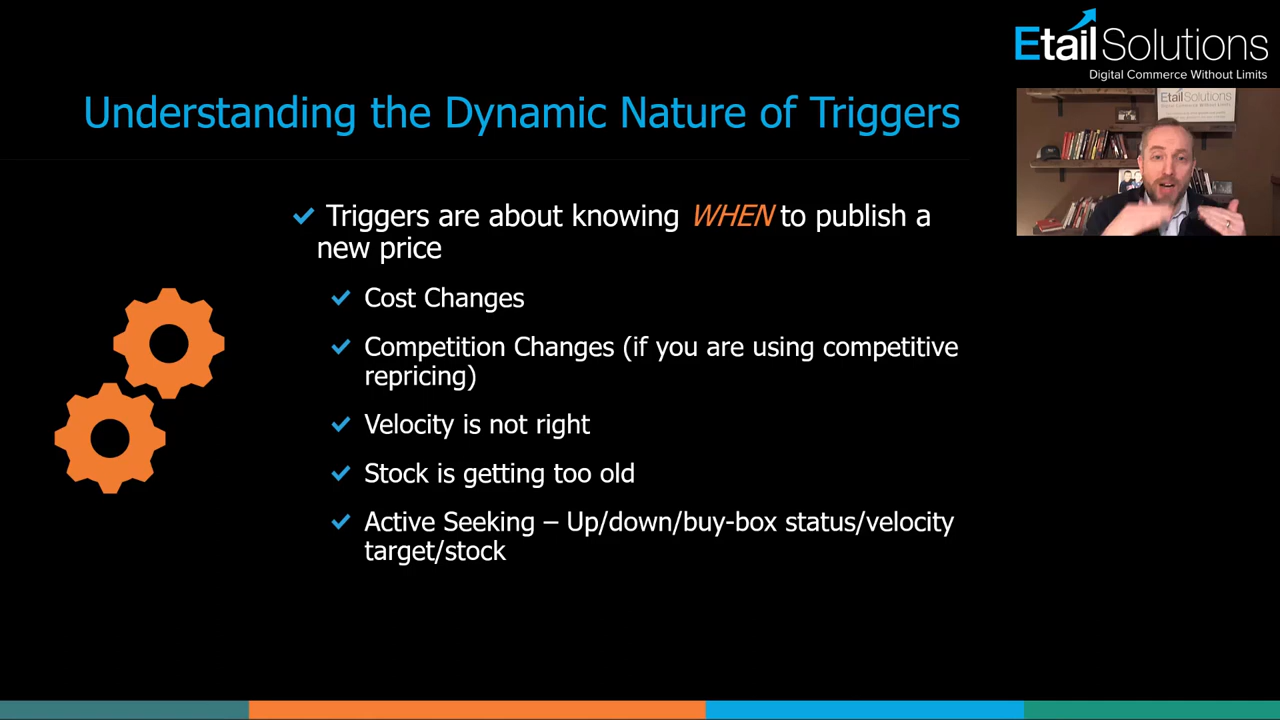 Etail Solutions
Digital Commerce Without Limits
Etail Solutions
Understanding the Dynamic Nature of Triggers
Triggers are about knowing WHEN to publish a
new price
Cost Changes
Competition Changes (if you are using competitive
repricing)
Velocity is not right
Stock is getting too old
Active Seeking – Up/down/buy-box status/velocity
target/stock